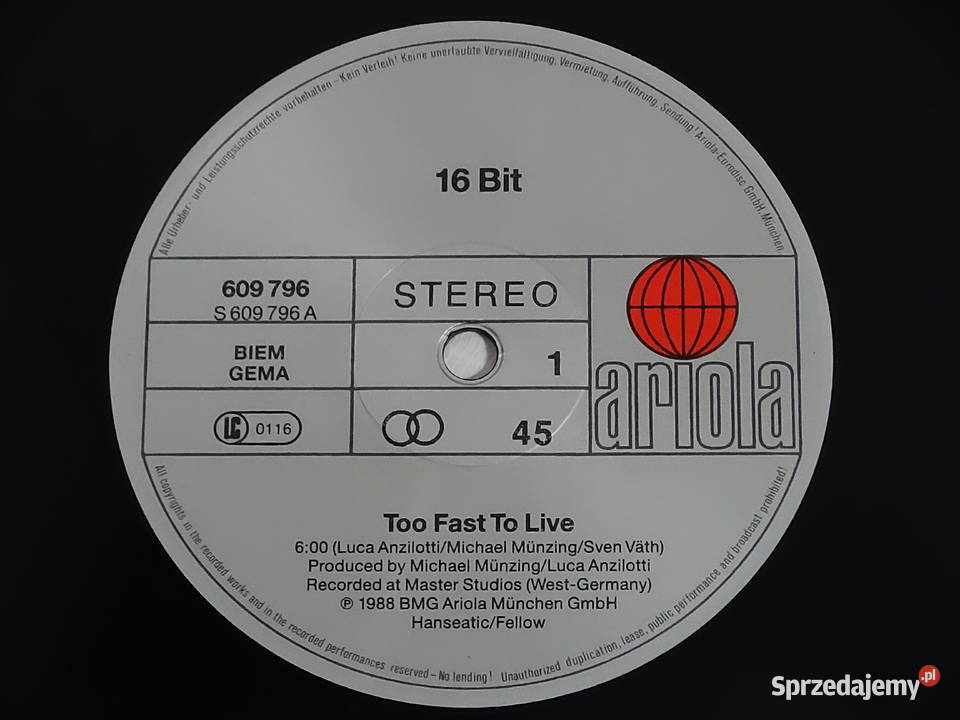 Alle Urheber- und Leistungsschutzrechte vorbehalten – Kein Verleih! Keine unerlaubte Vervielfältigung, Vermietung, Aufführung, Sendung! Ariola-Eurodisc GmbH, München.
16 Bit
609 796
S 609 796 A
STEREO
BIEM
GEMA
1
LC 0116
45
ariola
Too Fast To Live
6:00 (Luca Anzilotti/Michael Münzing/Sven Väth)
Produced by Michael Münzing/Luca Anzilotti
Recorded at Master Studios (West-Germany)
℗ 1988 BMG Ariola München GmbH
Hanseatic/Fellow
All copyrights in the recorded works and in the recorded performances reserved – No lending! Unauthorized duplication, lease, public performance and broadcast prohibited!
Sprzedajemy.pl